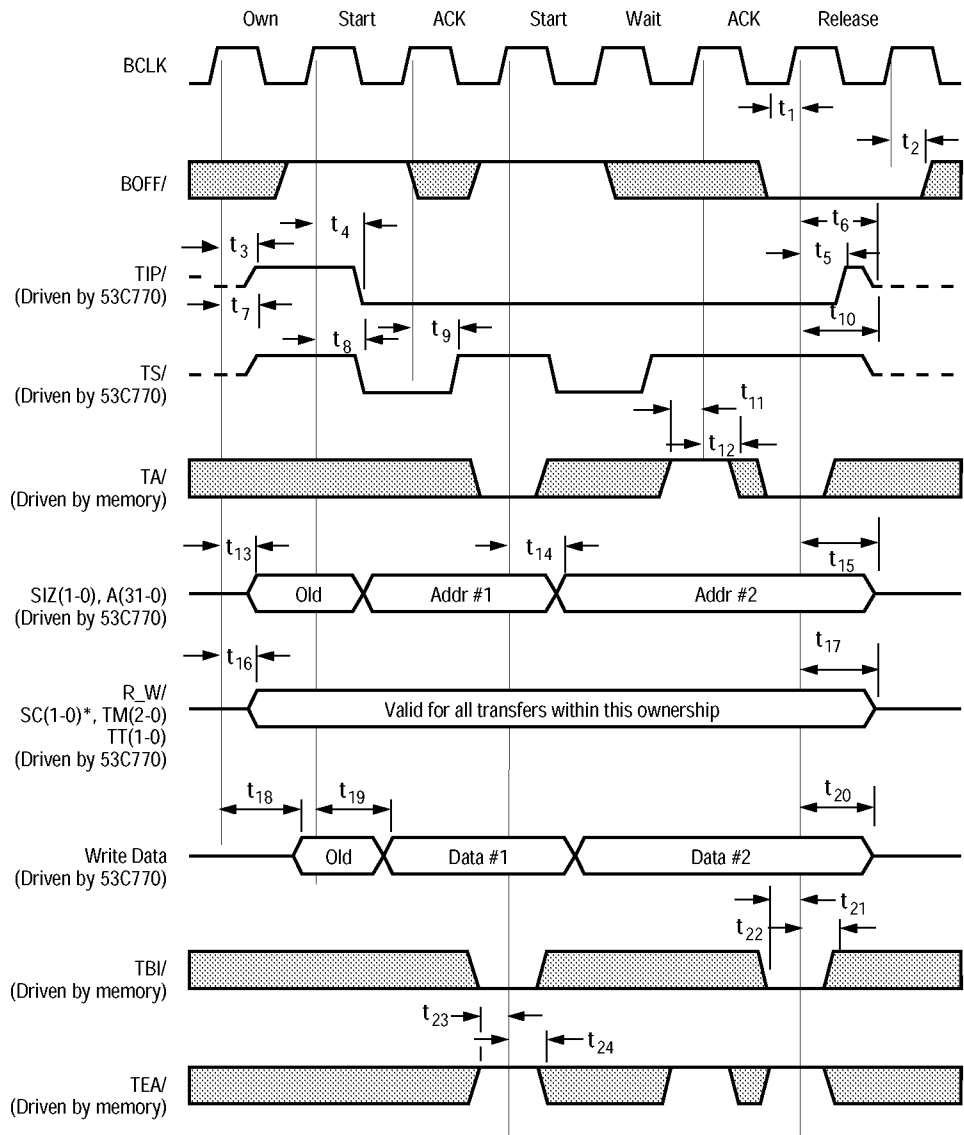 Own Start ACK Start Wait ACK Release
BCLK
t1
t2
BOFF/
t6
t3 t4
t5
TIP/
(Driven by 53C770)
t7
t10
t8 t9
TS/
(Driven by 53C770)
t11
t12
TA/
(Driven by memory)
t13 t14 t15
SIZ(1-0), A(31-0)
(Driven by 53C770)
Old Addr #1 Addr #2
t16 t17
R_W/
SC(1-0)*, TM(2-0)
TT(1-0)
(Driven by 53C770)
Valid for all transfers within this ownership
t18 t19 t20
Write Data
(Driven by 53C770)
Old Data #1 Data #2
t21
t22
TBI/
(Driven by memory)
t23
t24
TEA/
(Driven by memory)